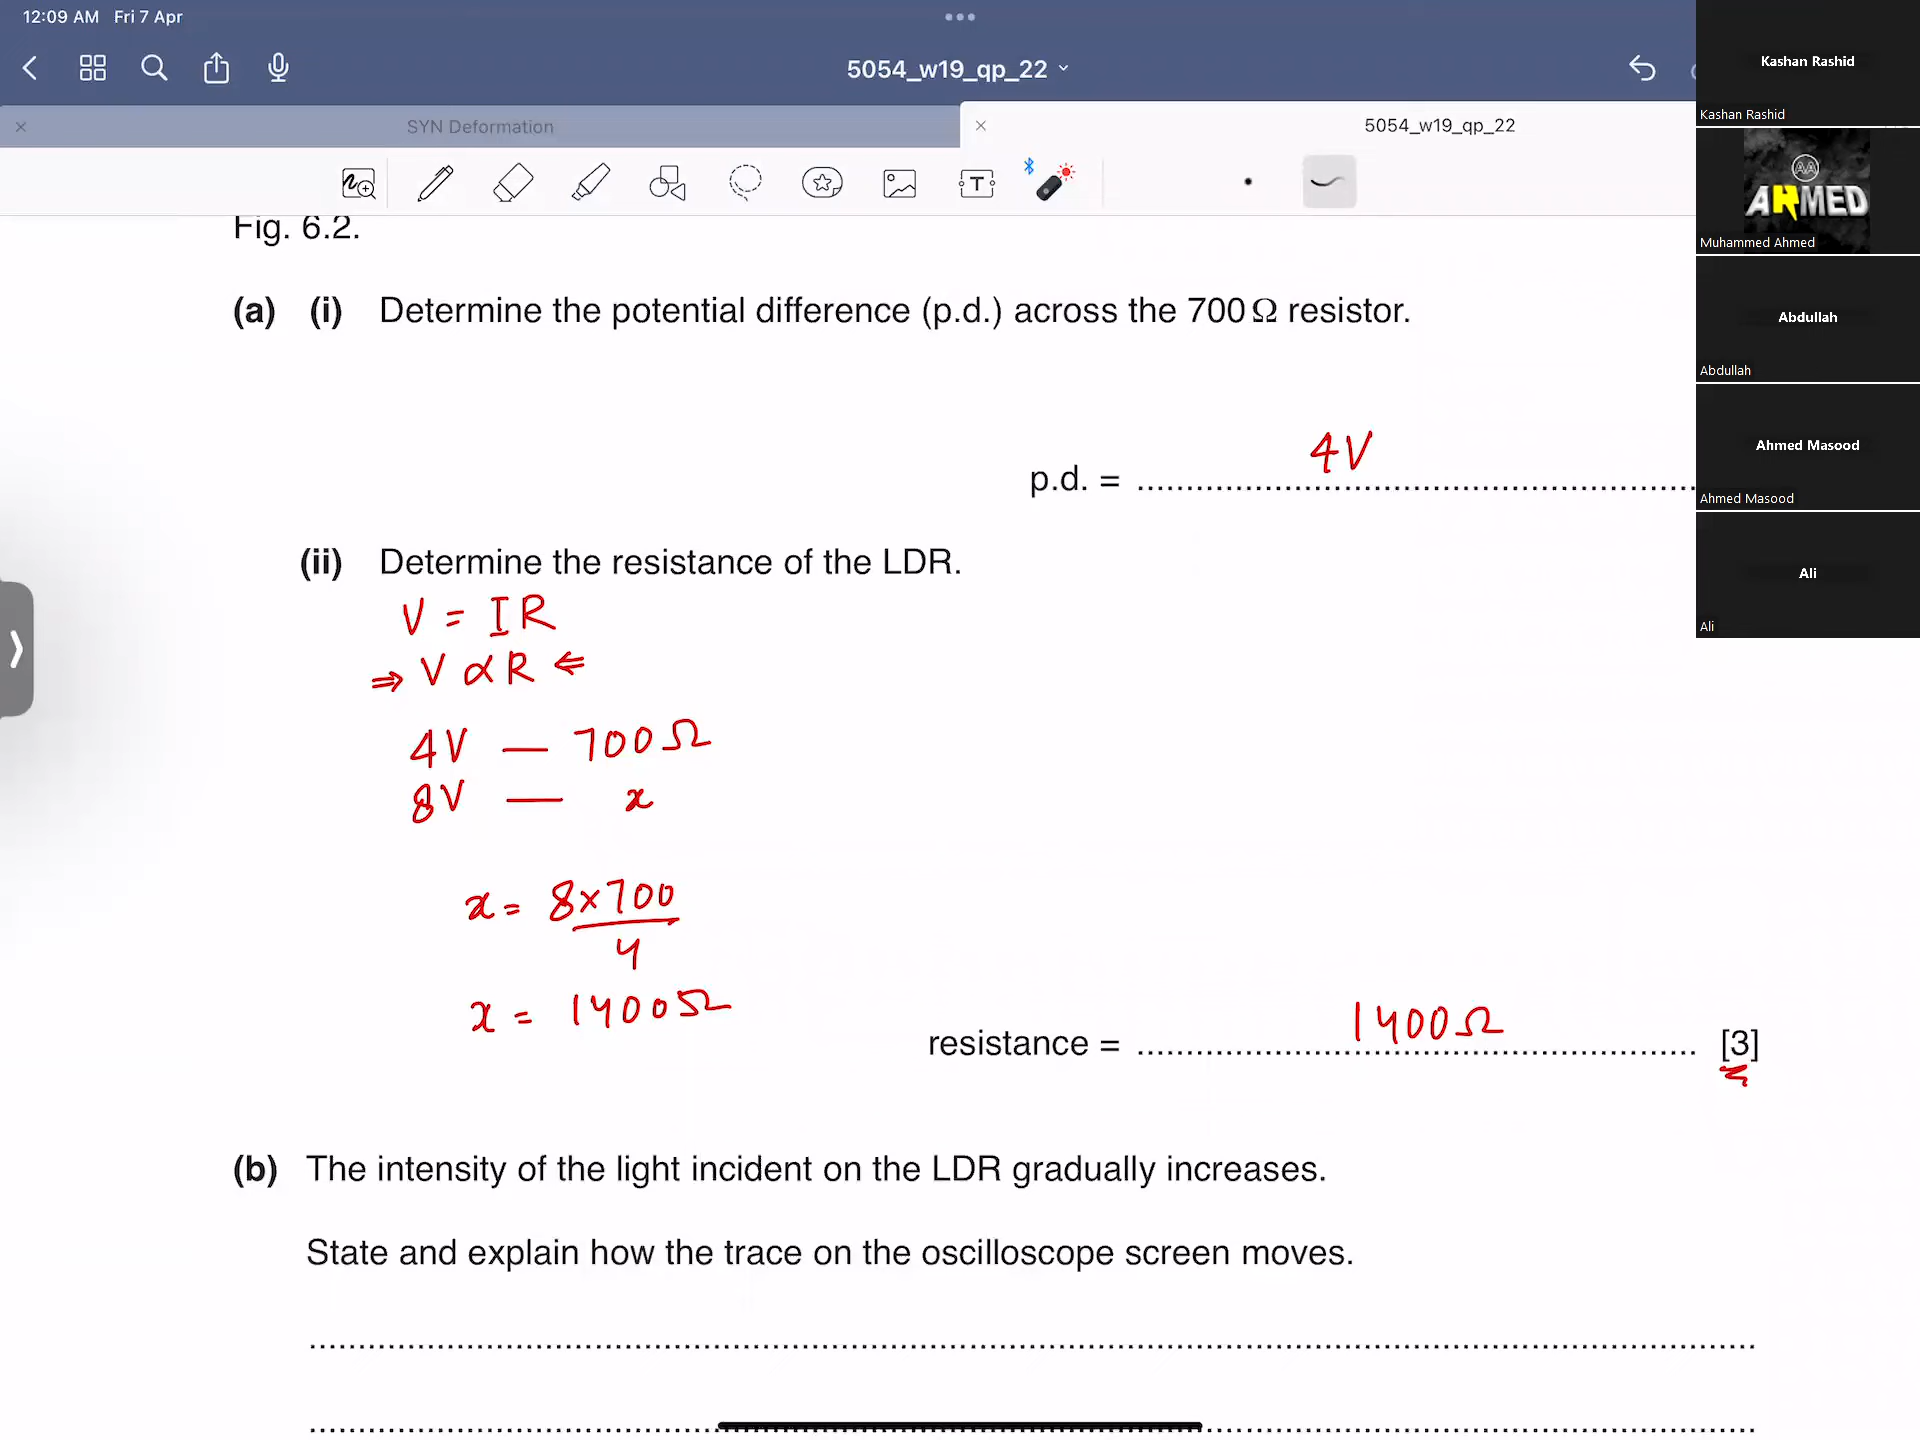 12:09 AM Fri 7 Apr
5054_w19_qp_22
SYN Deformation
5054_w19_qp_22
T
Kashan Rashid
Kashan Rashid
AA
AHMED
Muhammed Ahmed
Abdullah
Abdullah
Ahmed Masood
Ahmed Masood
Ali
Ali
Fig. 6.2.
(a) (i) Determine the potential difference (p.d.) across the 700 Ω resistor.
p.d. = 4V
(ii) Determine the resistance of the LDR.
V = IR
⇒ V ∝ R ⇐
4V — 700Ω
8V — x
x = 8×700
4
x = 1400Ω
resistance = 1400Ω [3]
(b) The intensity of the light incident on the LDR gradually increases.
State and explain how the trace on the oscilloscope screen moves.